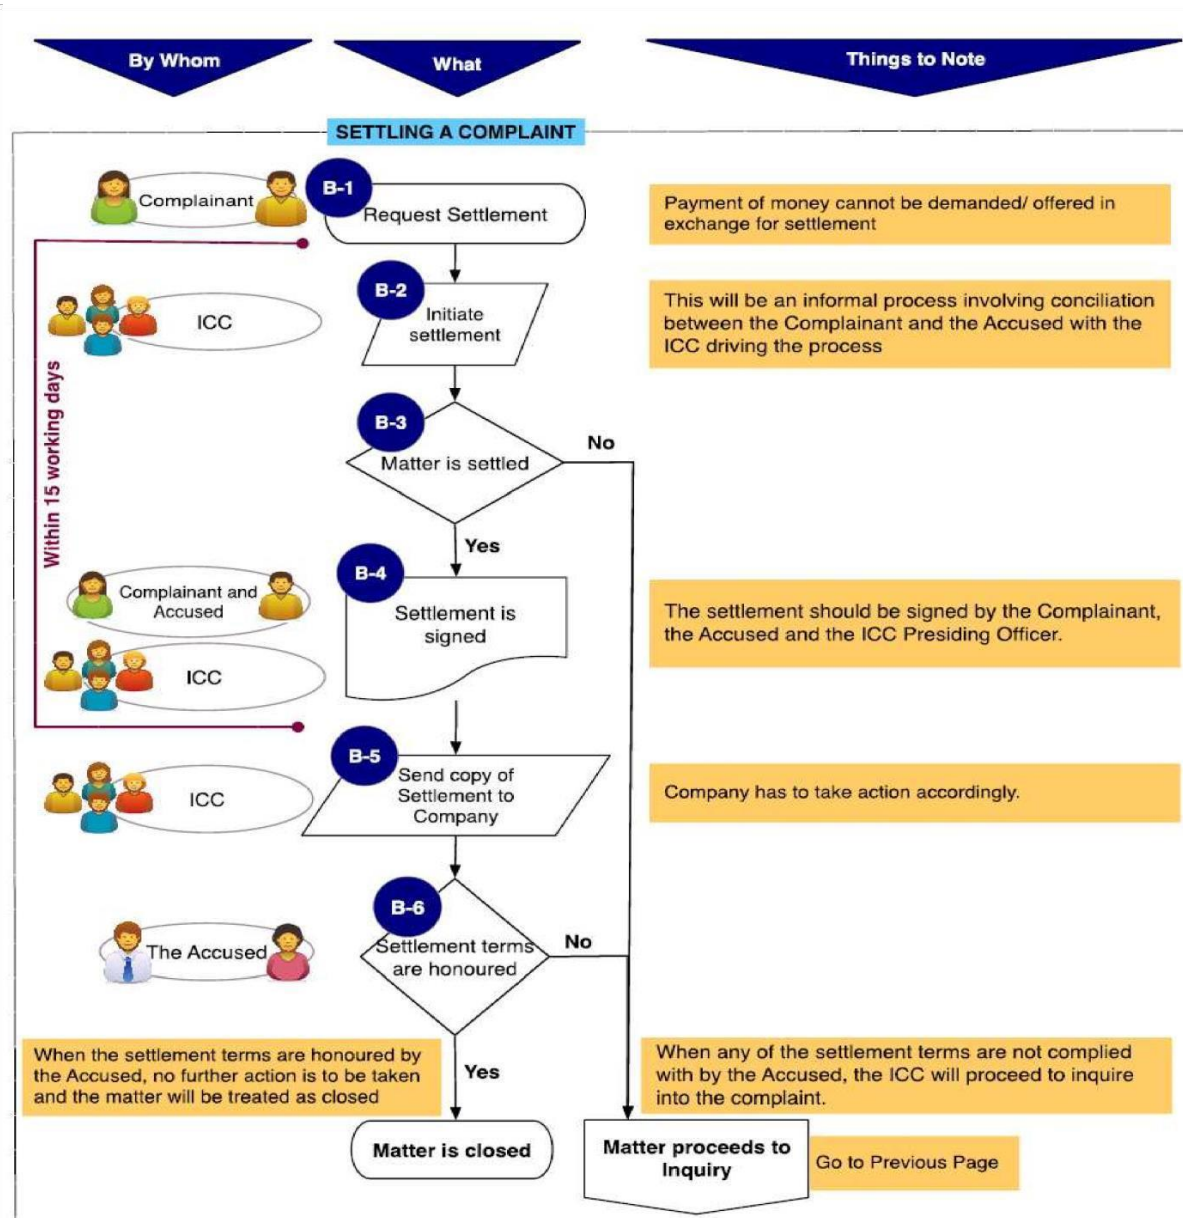 By Whom
What
Things to Note
SETTLING A COMPLAINT
Complainant
B-1
Request Settlement
Payment of money cannot be demanded/ offered in
exchange for settlement
Within 15 working days
ICC
B-2
Initiate
settlement
This will be an informal process involving conciliation
between the Complainant and the Accused with the
ICC driving the process
B-3
Matter is settled
No
Yes
Complainant and
Accused
ICC
B-4
Settlement is
signed
The settlement should be signed by the Complainant,
the Accused and the ICC Presiding Officer.
ICC
B-5
Send copy of
Settlement to
Company
Company has to take action accordingly.
The Accused
B-6
Settlement terms
are honoured
No
When the settlement terms are honoured by
the Accused, no further action is to be taken
and the matter will be treated as closed
Yes
When any of the settlement terms are not complied
with by the Accused, the ICC will proceed to inquire
into the complaint.
Matter is closed
Matter proceeds to
Inquiry
Go to Previous Page